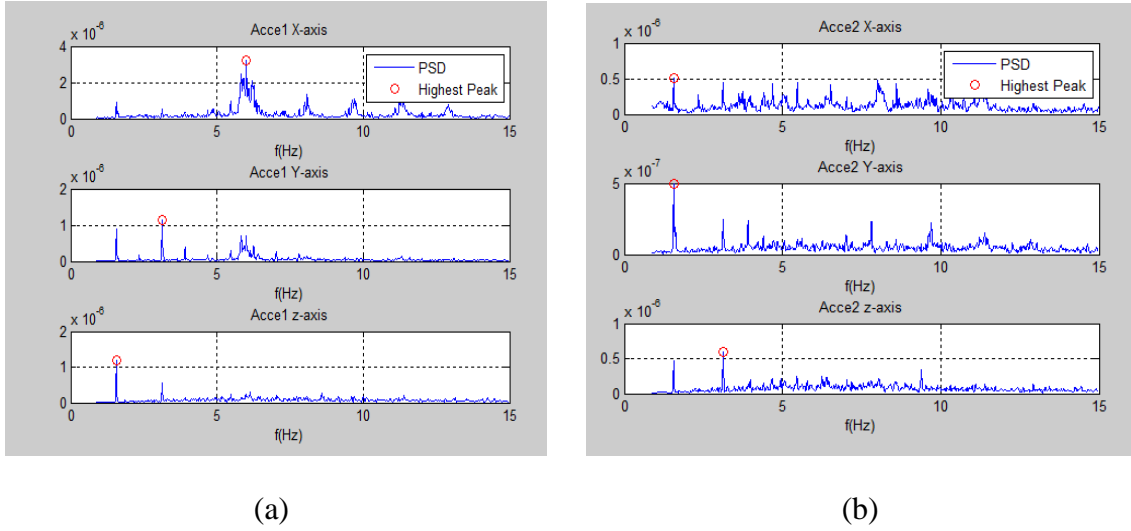 x 10^-6
Acce1 X-axis
4
2
0
0 5 10 15
f(Hz)
PSD
Highest Peak
x 10^-6
Acce1 Y-axis
2
1
0
0 5 10 15
f(Hz)
x 10^-6
Acce1 z-axis
2
1
0
0 5 10 15
f(Hz)
(a)
x 10^-6
Acce2 X-axis
1
0.5
0
0 5 10 15
f(Hz)
PSD
Highest Peak
x 10^-7
Acce2 Y-axis
5
0
0 5 10 15
f(Hz)
x 10^-6
Acce2 z-axis
1
0.5
0
0 5 10 15
f(Hz)
(b)